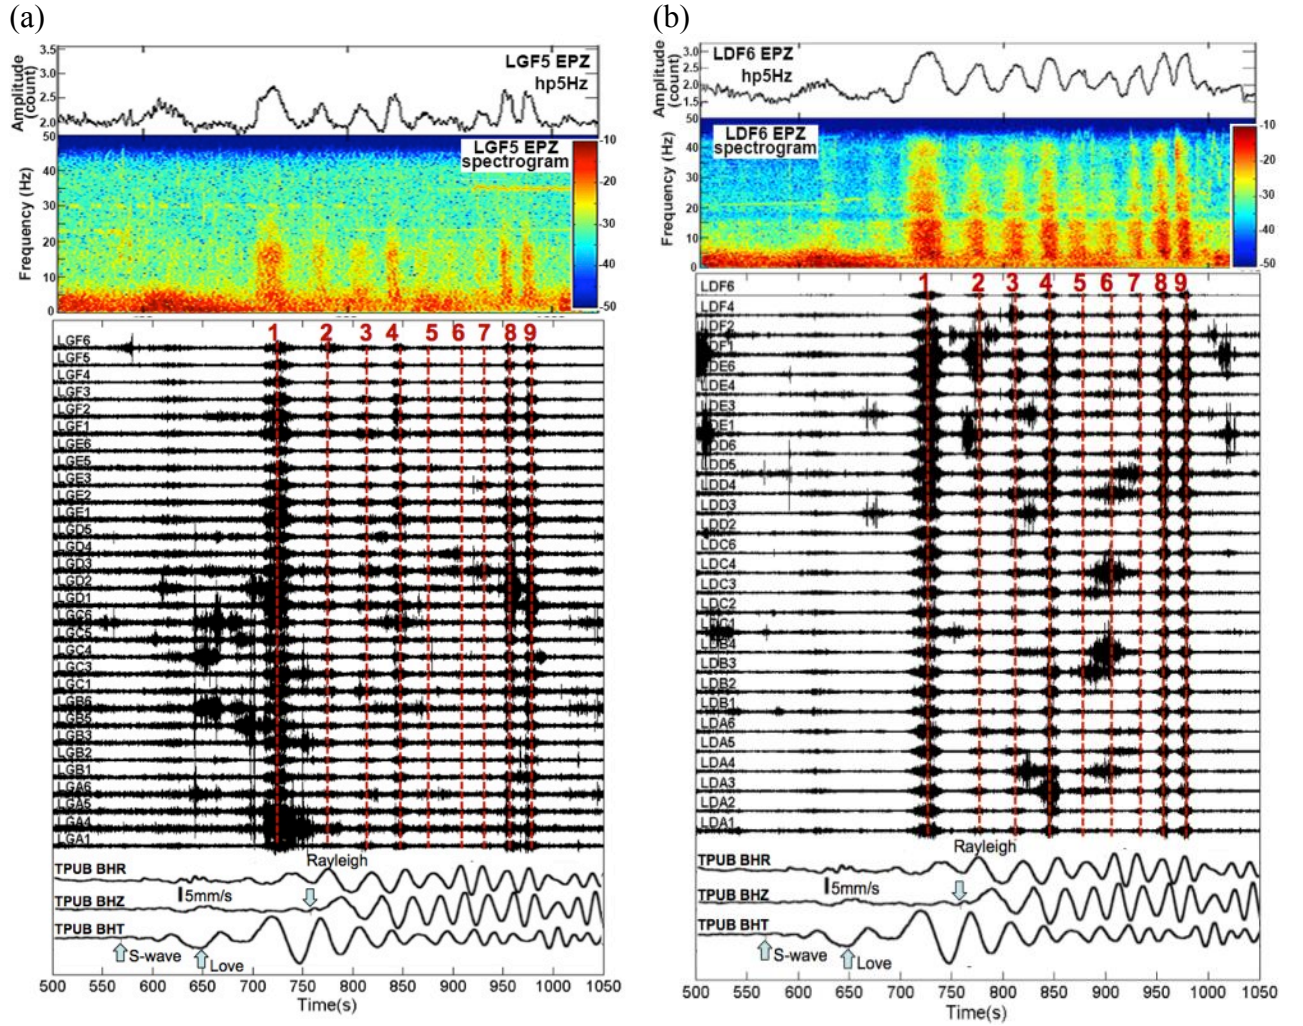 (a)
(b)
LGF5 EPZ
hp5Hz
Amplitude
(count)
3.5
3.0
2.5
2.0
50
LGF5 EPZ
spectrogram
Frequency (Hz)
40
30
20
10
0
-10
-20
-30
-40
-50
1 2 3 4 5 6 7 8 9
LGF6
LGF5
LGF4
LGF3
LGF2
LGF1
LGE6
LGE5
LGE3
LGE2
LGE1
LGD5
LGD4
LGD3
LGD2
LGD1
LGC6
LGC5
LGC4
LGC3
LGC1
LGB6
LGB5
LGB3
LGB2
LGB1
LGA6
LGA5
LGA4
LGA1
Rayleigh
TPUB BHR
5mm/s
TPUB BHZ
TPUB BHT
S-wave
Love
500 550 600 650 700 750 800 850 900 950 1000 1050
Time(s)
LDF6 EPZ
hp5Hz
Amplitude
(count)
3.0
2.5
2.0
1.5
50
LDF6 EPZ
spectrogram
Frequency (Hz)
40
30
20
10
0
-10
-20
-30
-40
-50
1 2 3 4 5 6 7 8 9
LDF6
LDF4
LDF2
LDF1
LDE6
LDE4
LDE3
LDE1
LDD6
LDD5
LDD4
LDD3
LDD2
LDC6
LDC4
LDC3
LDC2
LDC1
LDB4
LDB3
LDB2
LDB1
LDA6
LDA5
LDA4
LDA3
LDA2
LDA1
Rayleigh
TPUB BHR
5mm/s
TPUB BHZ
TPUB BHT
S-wave
Love
500 550 600 650 700 750 800 850 900 950 1000 1050
Time(s)